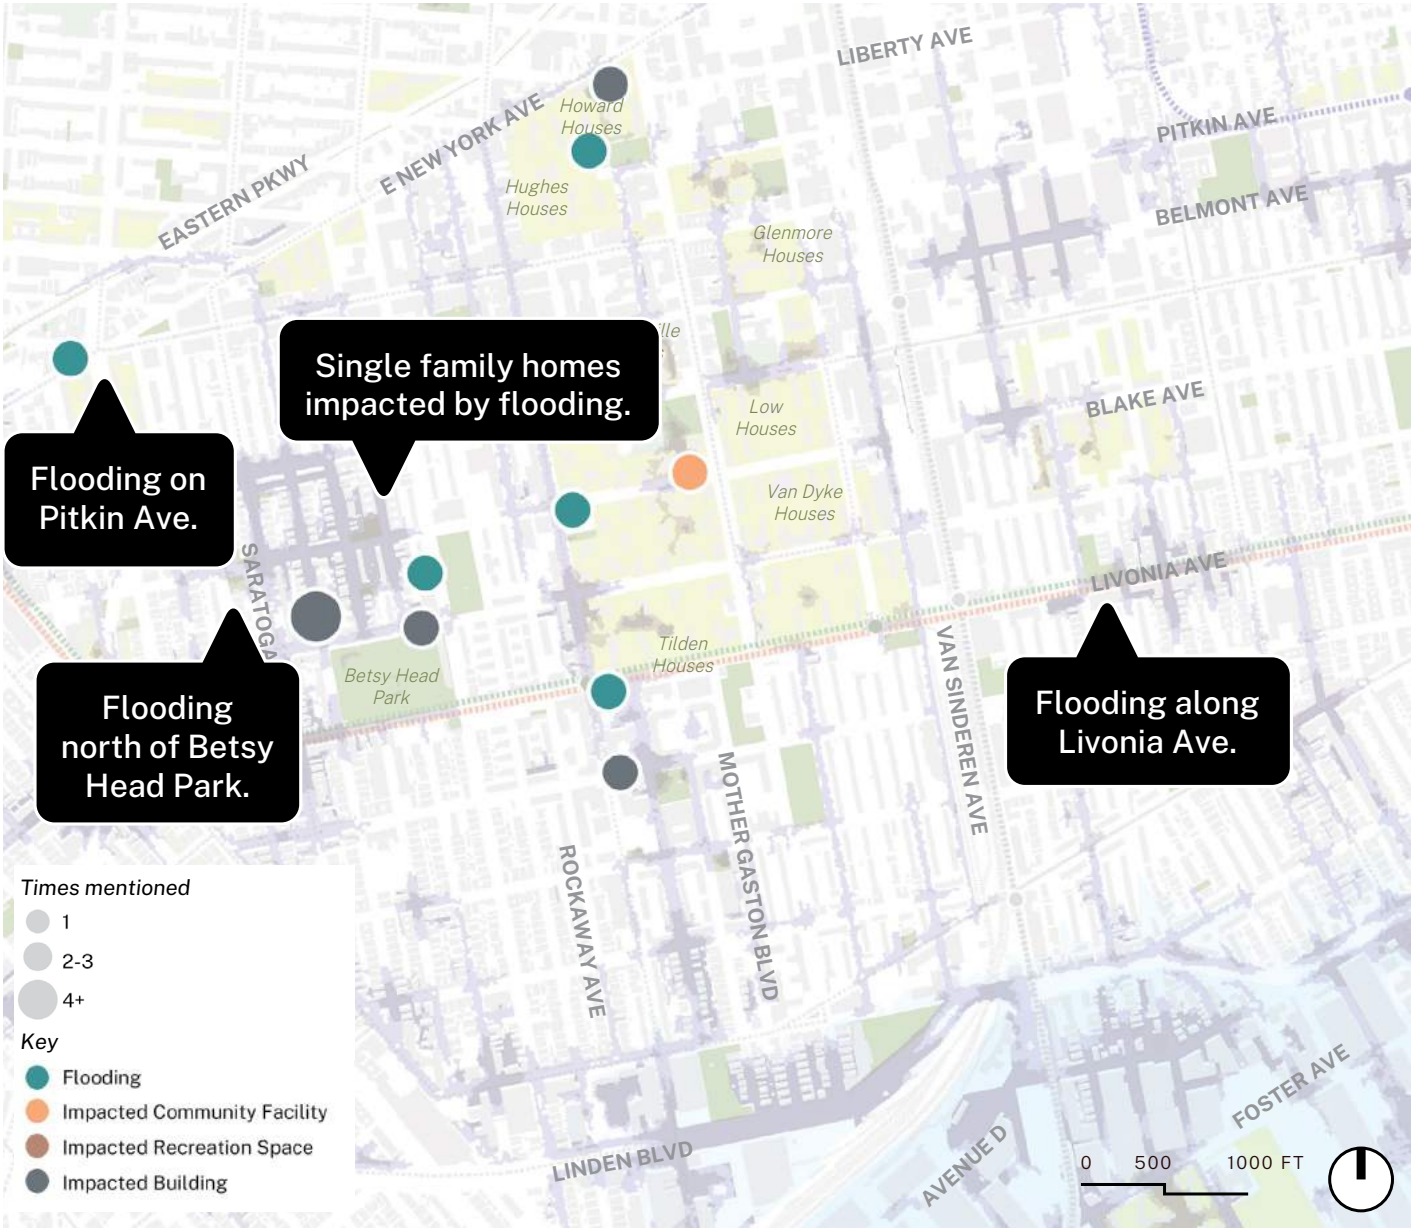 LIBERTY AVE
Howard
Houses
PITKIN AVE
E NEW YORK AVE
EASTERN PKWY
Hughes
Houses
BELMONT AVE
Glenmore
Houses
Single family homes
impacted by flooding.
BLAKE AVE
Low
Houses
Flooding on
Pitkin Ave.
Van Dyke
Houses
SARATOGA
LIVONIA AVE
VAN SINDEREN AVE
Tilden
Houses
Betsy Head
Park
Flooding
north of Betsy
Head Park.
Flooding along
Livonia Ave.
MOTHER GASTON BLVD
ROCKAWAY AVE
Times mentioned
1
2-3
4+
Key
Flooding
Impacted Community Facility
Impacted Recreation Space
Impacted Building
LINDEN BLVD
AVENUE D
FOSTER AVE
0 500 1000 FT